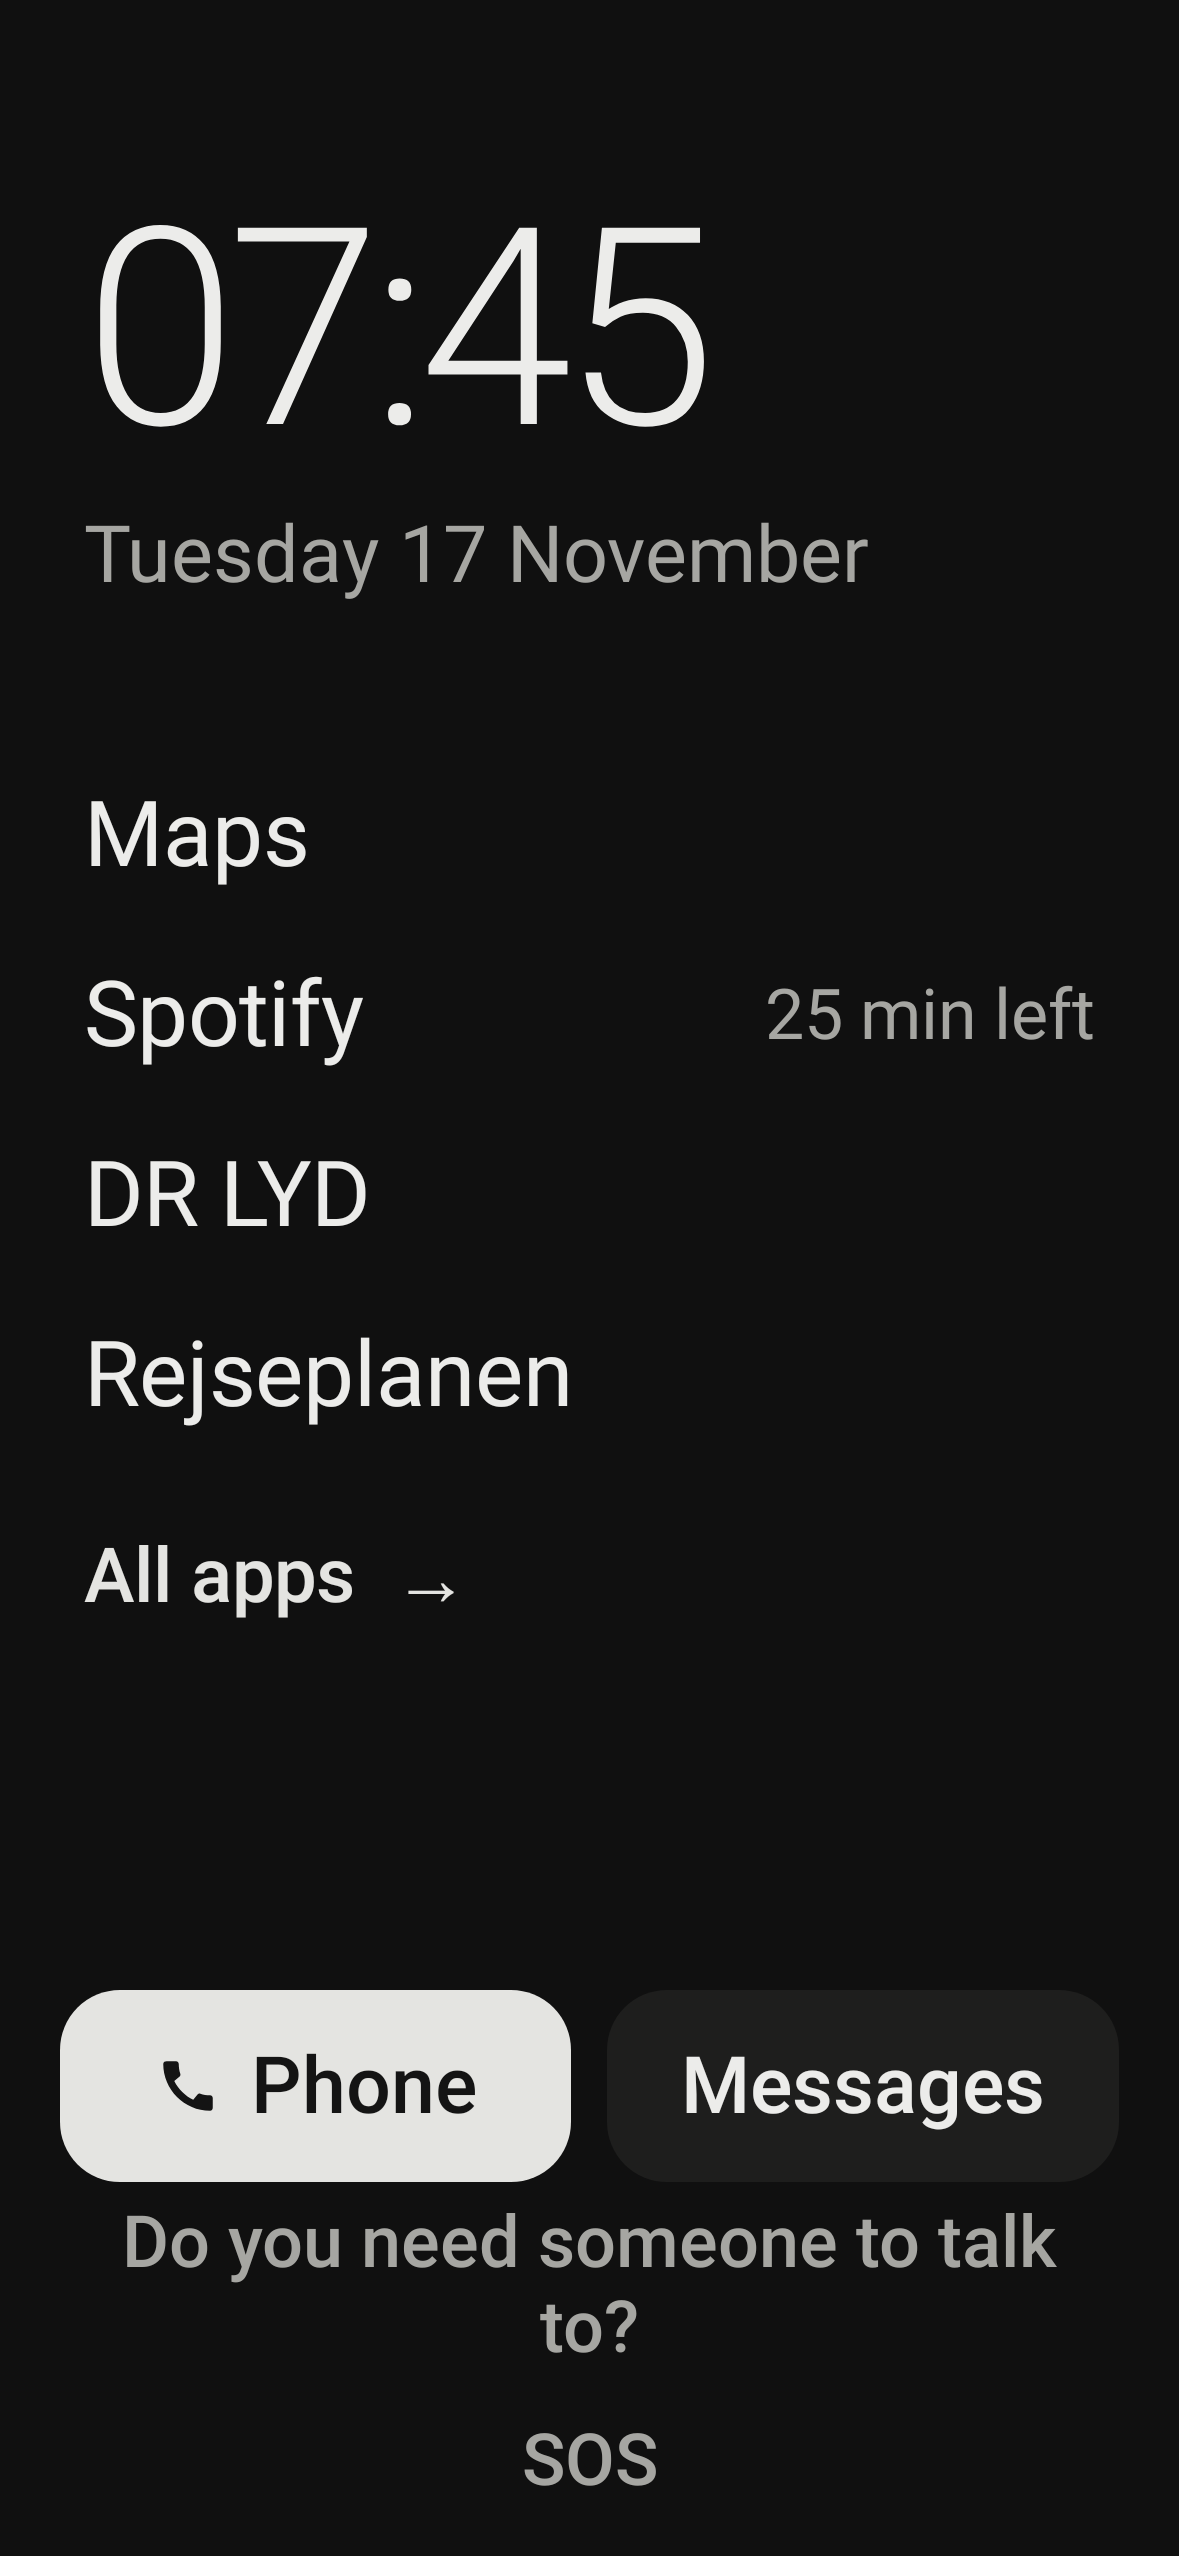 07:45
Tuesday 17 November
Maps
Spotify 25 min left
DR LYD
Rejseplanen
All apps →
Phone Messages
Do you need someone to talk
to?
SOS